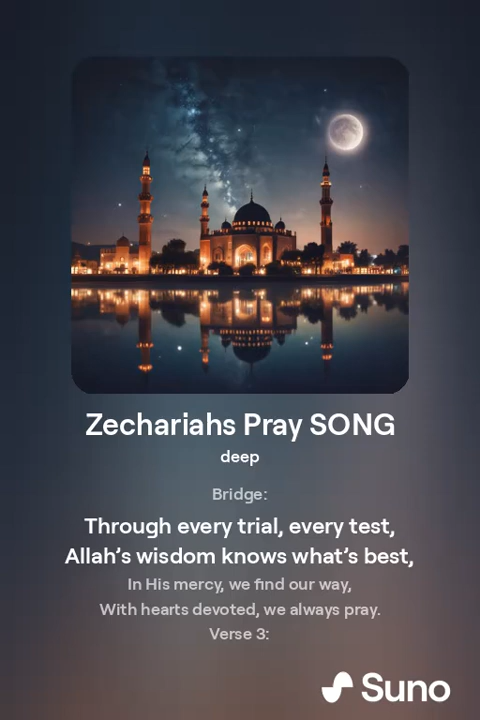 Zechariahs Pray SONG
deep
Bridge:
Through every trial, every test,
Allah’s wisdom knows what’s best,
In His mercy, we find our way,
With hearts devoted, we always pray.
Verse 3:
Suno